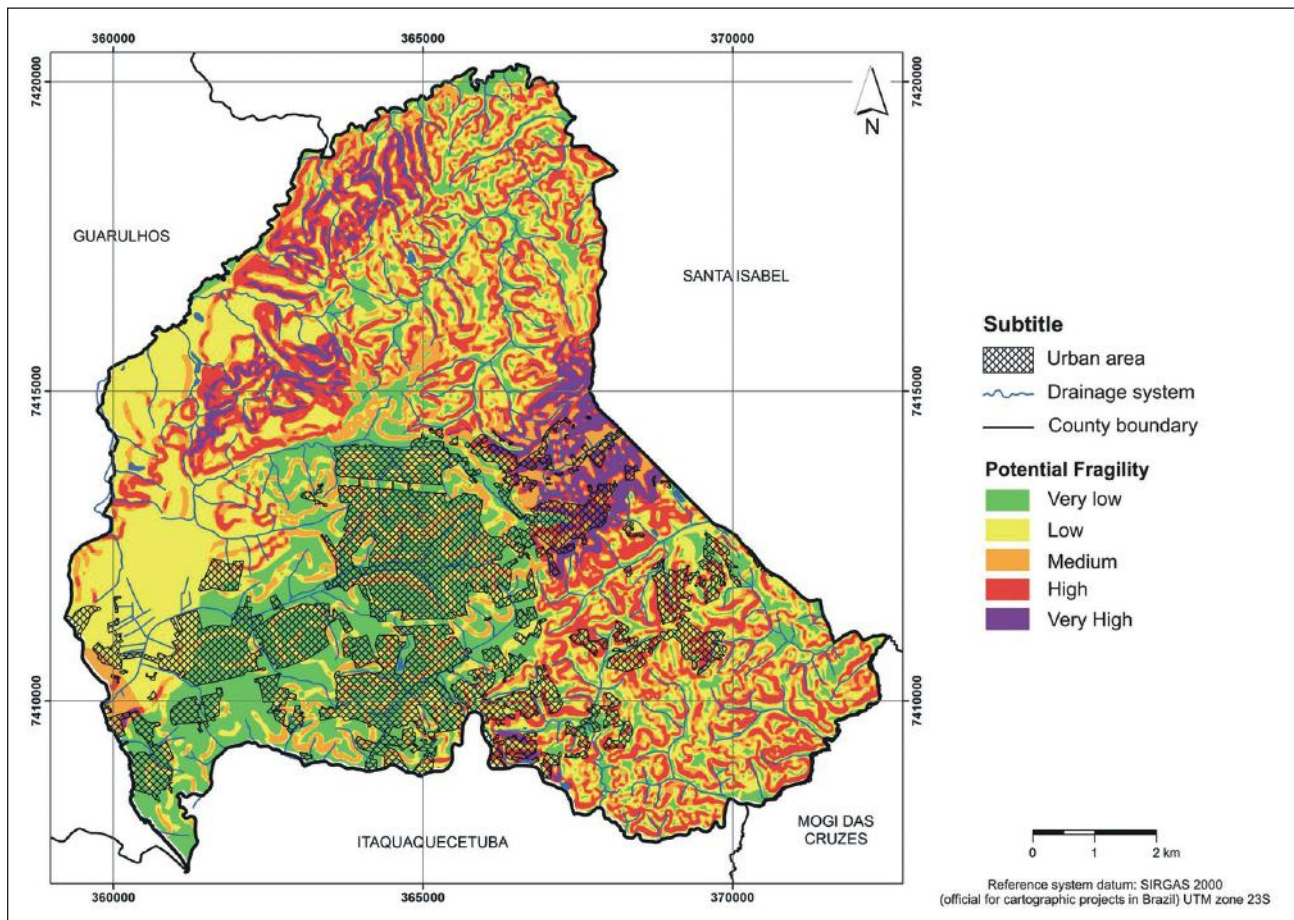 360000
365000
370000
7420000
7420000
N
GUARULHOS
SANTA ISABEL
Subtitle
Urban area
Drainage system
County boundary
7415000
7415000
Potential Fragility
Very low
Low
Medium
High
Very High
7410000
7410000
ITAQUAQUECETUBA
MOGI DAS
CRUZES
0 1 2 km
360000
365000
370000
Reference system datum: SIRGAS 2000
(official for cartographic projects in Brazil) UTM zone 23S